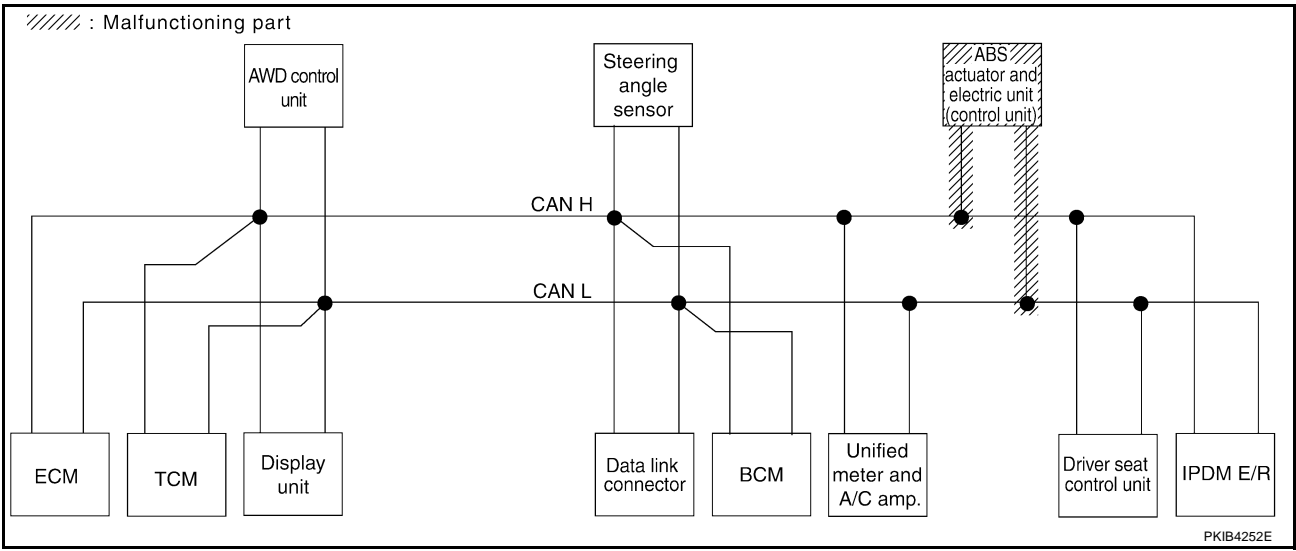 : Malfunctioning part
AWD control
unit
Steering
angle
sensor
ABS
actuator and
electric unit
(control unit)
CAN H
CAN L
ECM
TCM
Display
unit
Data link
connector
BCM
Unified
meter and
A/C amp.
Driver seat
control unit
IPDM E/R
PKIB4252E